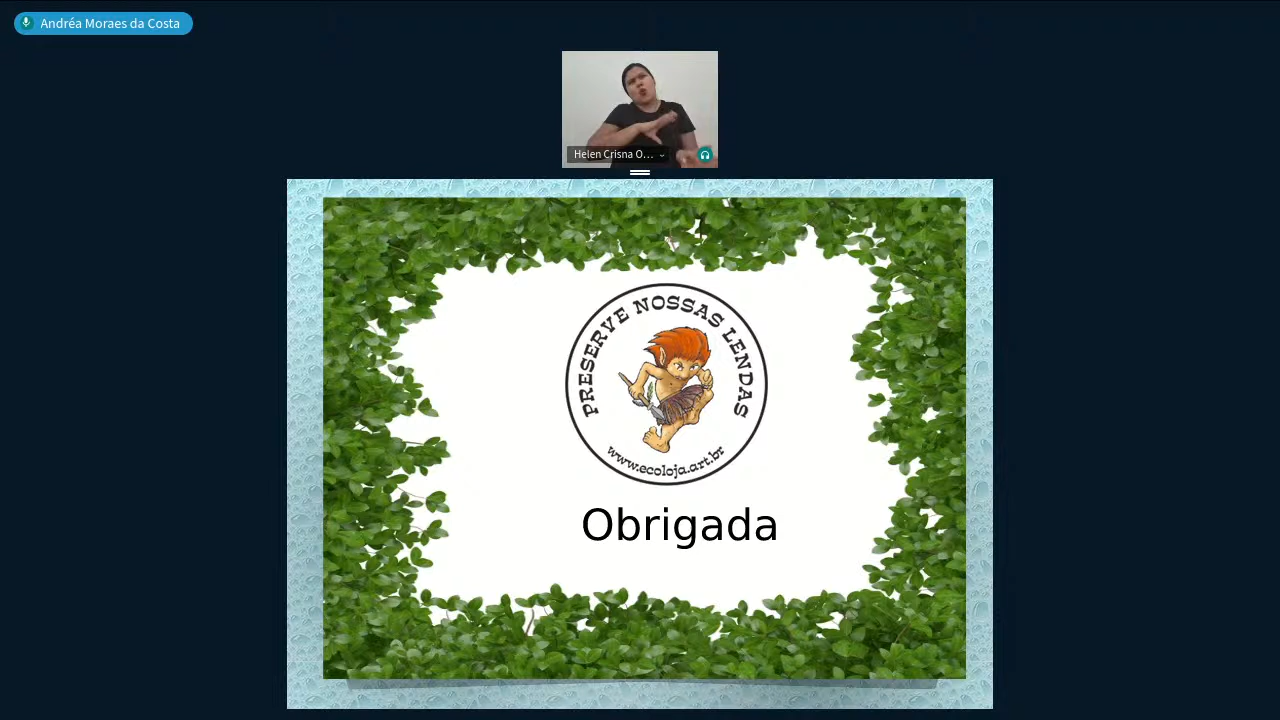 Andréa Moraes da Costa
Helen Crisna O...
PRESERVE NOSSAS LENDAS
www.ecoloja.art.br
Obrigada